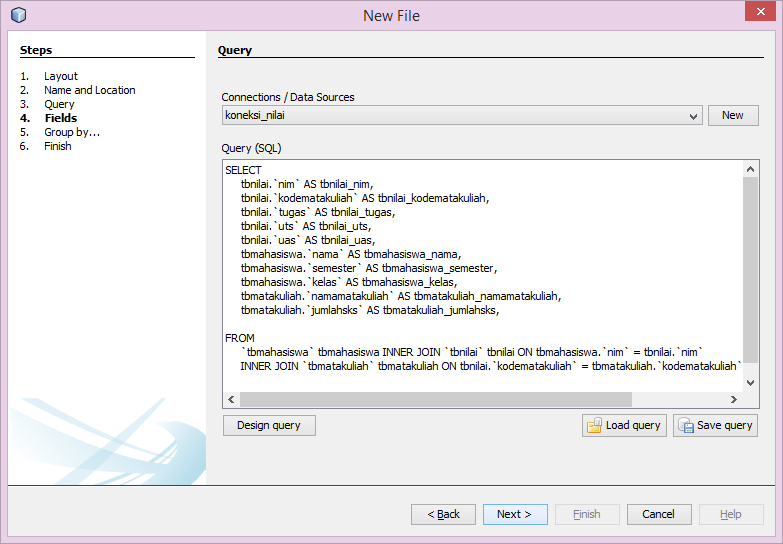 New File
Steps
1. Layout
2. Name and Location
3. Query
4. Fields
5. Group by...
6. Finish
Query
Connections / Data Sources
koneksi_nilai
New
Query (SQL)
SELECT
tbnilai.`nim` AS tbnilai_nim,
tbnilai.`kodematakuliah` AS tbnilai_kodematakuliah,
tbnilai.`tugas` AS tbnilai_tugas,
tbnilai.`uts` AS tbnilai_uts,
tbnilai.`uas` AS tbnilai_uas,
tbmahasiswa.`nama` AS tbmahasiswa_nama,
tbmahasiswa.`semester` AS tbmahasiswa_semester,
tbmahasiswa.`kelas` AS tbmahasiswa_kelas,
tbmatakuliah.`namamatakuliah` AS tbmatakuliah_namamatakuliah,
tbmatakuliah.`jumlahsks` AS tbmatakuliah_jumlahsks,
FROM
`tbmahasiswa` tbmahasiswa INNER JOIN `tbnilai` tbnilai ON tbmahasiswa.`nim` = tbnilai.`nim`
INNER JOIN `tbmatakuliah` tbmatakuliah ON tbnilai.`kodematakuliah` = tbmatakuliah.`kodematakuliah`
Design query
Load query
Save query
< Back
Next >
Finish
Cancel
Help